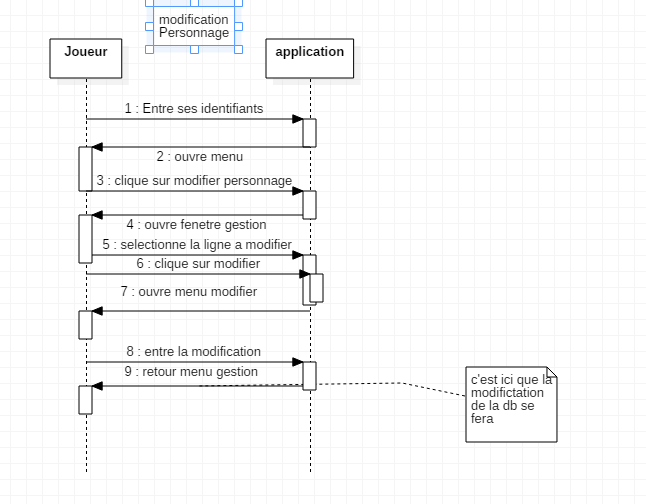 modification
Personnage
Joueur
application
1 : Entre ses identifiants
2 : ouvre menu
3 : clique sur modifier personnage
4 : ouvre fenetre gestion
5 : selectionne la ligne a modifier
6 : clique sur modifier
7 : ouvre menu modifier
8 : entre la modification
9 : retour menu gestion
c'est ici que la
modifictation
de la db se
fera